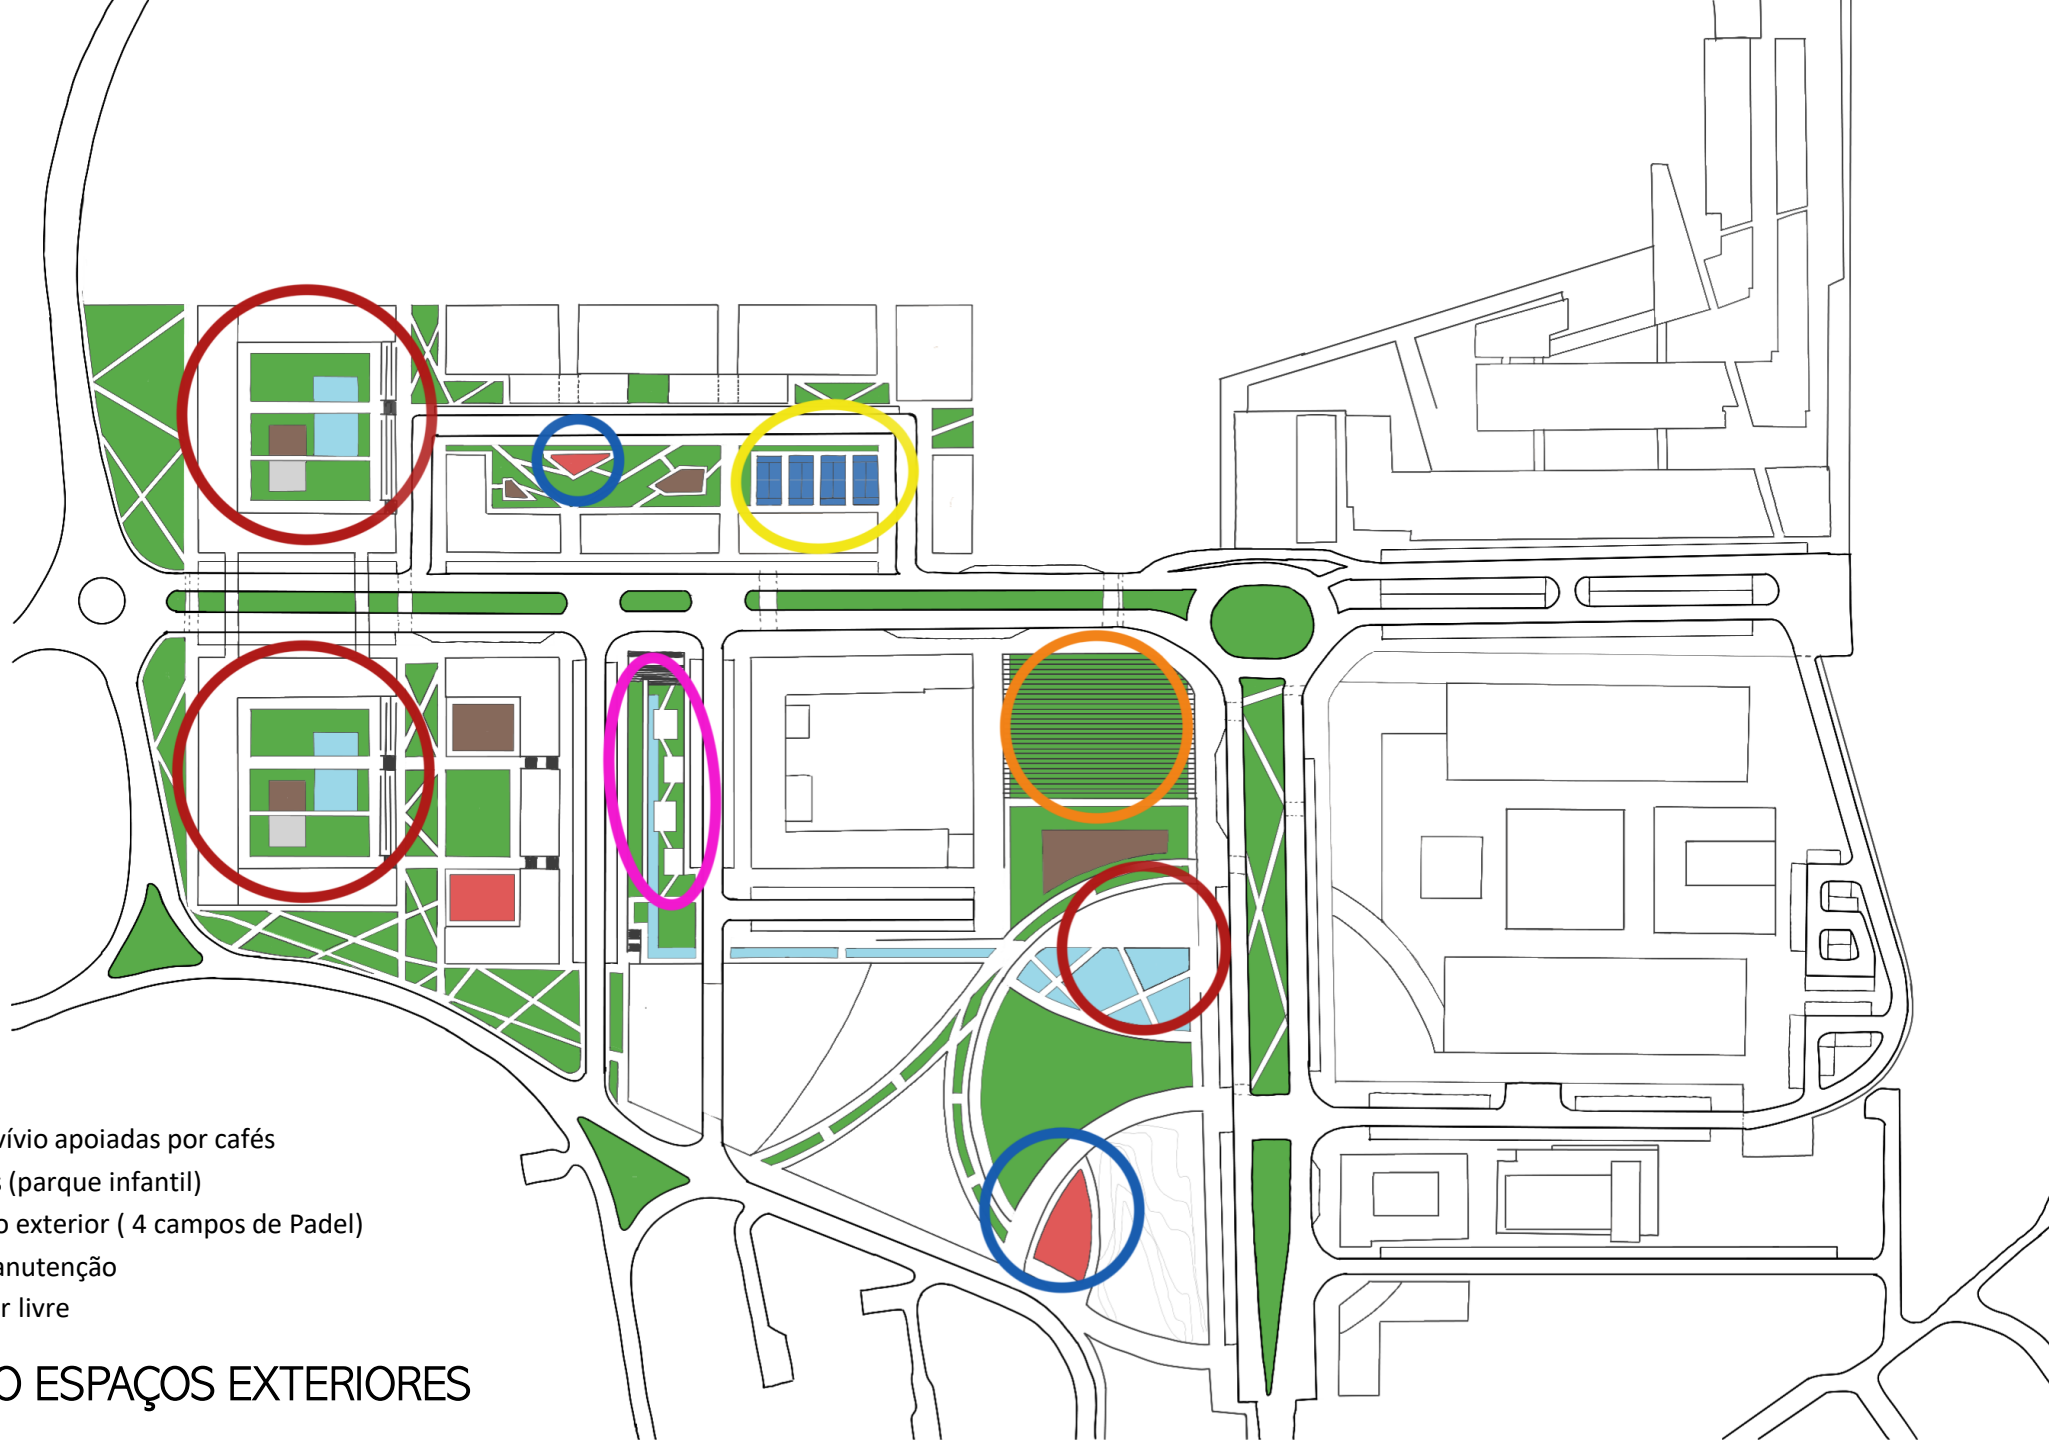 vívio apoiadas por cafés
s (parque infantil)
o exterior ( 4 campos de Padel)
anutenção
r livre
O ESPAÇOS EXTERIORES